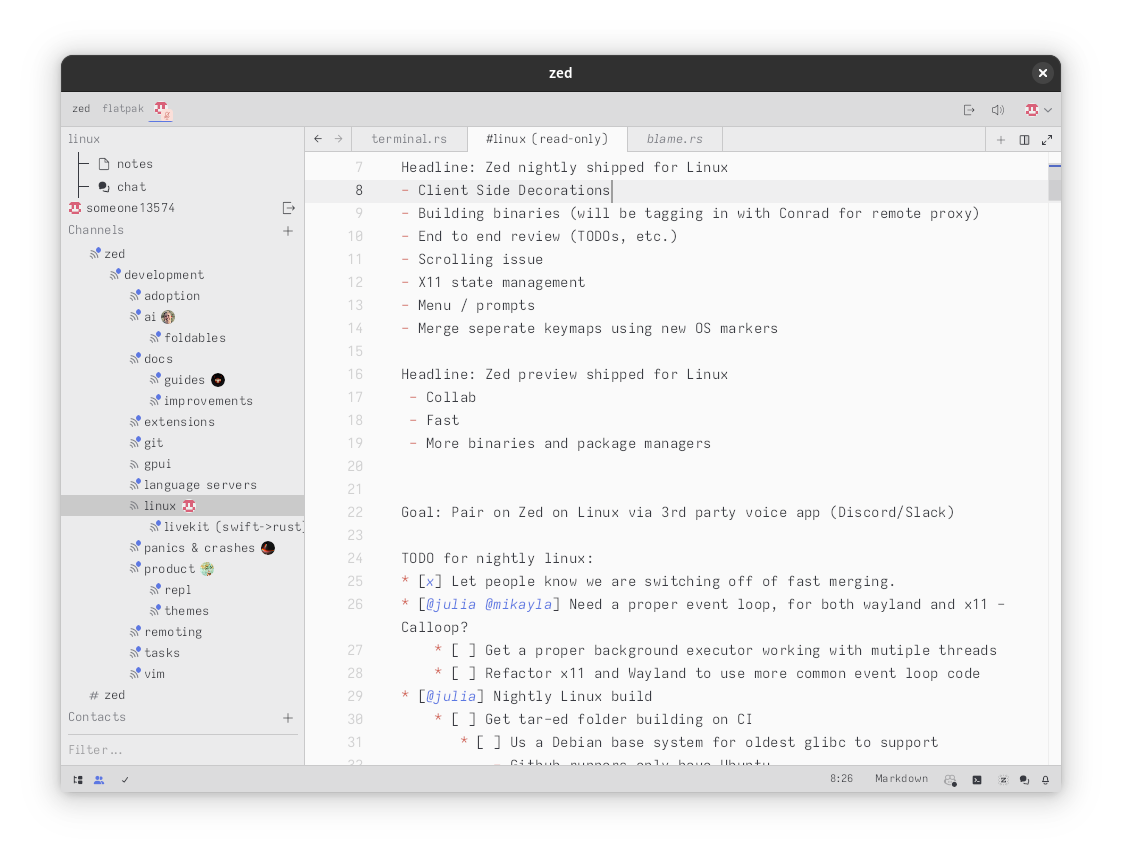 zed
zed flatpak
linux
notes
chat
someone13574
Channels
zed
development
adoption
ai
foldables
docs
guides
improvements
extensions
git
gpui
language servers
linux
livekit (swift->rust)
panics & crashes
product
repl
themes
remoting
tasks
vim
# zed
Contacts
Filter...
terminal.rs #linux (read-only) blame.rs
7 Headline: Zed nightly shipped for Linux
8 - Client Side Decorations
9 - Building binaries (will be tagging in with Conrad for remote proxy)
10 - End to end review (TODOs, etc.)
11 - Scrolling issue
12 - X11 state management
13 - Menu / prompts
14 - Merge seperate keymaps using new OS markers
15
16 Headline: Zed preview shipped for Linux
17 - Collab
18 - Fast
19 - More binaries and package managers
20
21
22 Goal: Pair on Zed on Linux via 3rd party voice app (Discord/Slack)
23
24 TODO for nightly linux:
25 * [x] Let people know we are switching off of fast merging.
26 * [@julia @mikayla] Need a proper event loop, for both wayland and x11 -
Calloop?
27 * [ ] Get a proper background executor working with mutiple threads
28 * [ ] Refactor x11 and Wayland to use more common event loop code
29 * [@julia] Nightly Linux build
30 * [ ] Get tar-ed folder building on CI
31 * [ ] Us a Debian base system for oldest glibc to support
32 - Github runners only have Ubuntu
8:26 Markdown